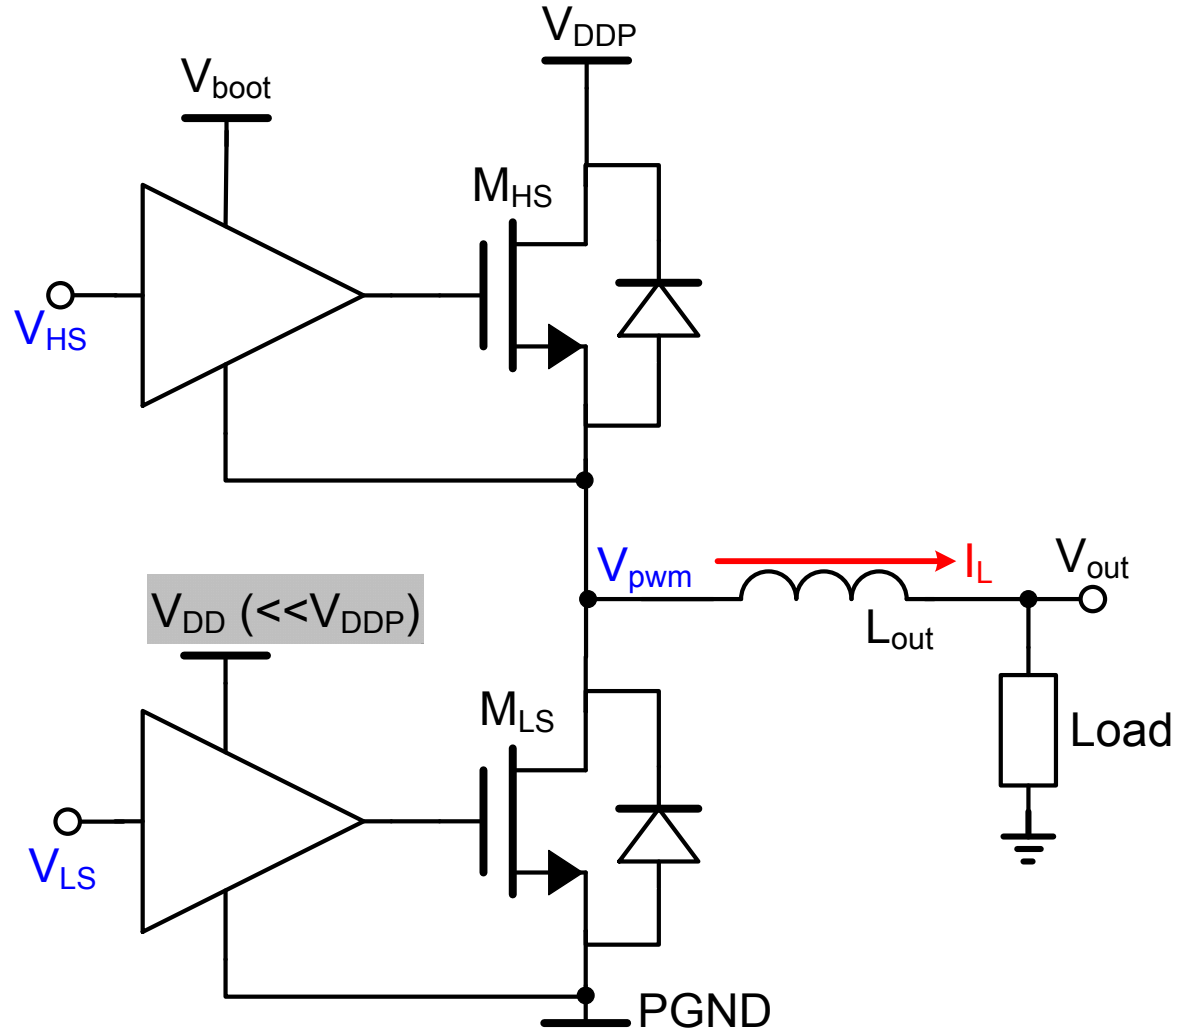 VDDP
Vboot
MHS
VHS
Vpwm
IL
Vout
VDD (<<VDDP)
Lout
MLS
Load
VLS
PGND